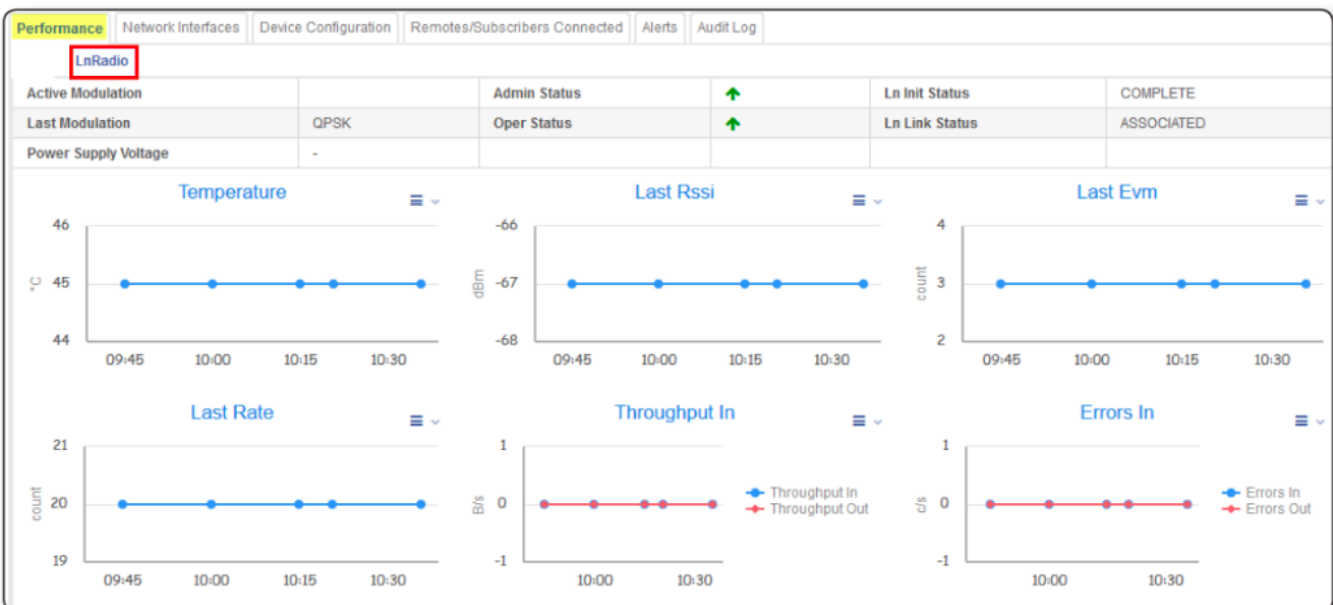 Performance Network Interfaces Device Configuration Remotes/Subscribers Connected Alerts Audit Log
LnRadio
Active Modulation Admin Status Ln Init Status COMPLETE
Last Modulation QPSK Oper Status Ln Link Status ASSOCIATED
Power Supply Voltage -
Temperature
46
°C
45
44
09:45 10:00 10:15 10:30
Last Rssi
-66
dBm
-67
-68
09:45 10:00 10:15 10:30
Last Evm
4
count
3
2
09:45 10:00 10:15 10:30
Last Rate
21
count
20
19
09:45 10:00 10:15 10:30
Throughput In
1
B/s
0
-1
10:00 10:30
Throughput In
Throughput Out
Errors In
1
c/s
0
-1
10:00 10:30
Errors In
Errors Out